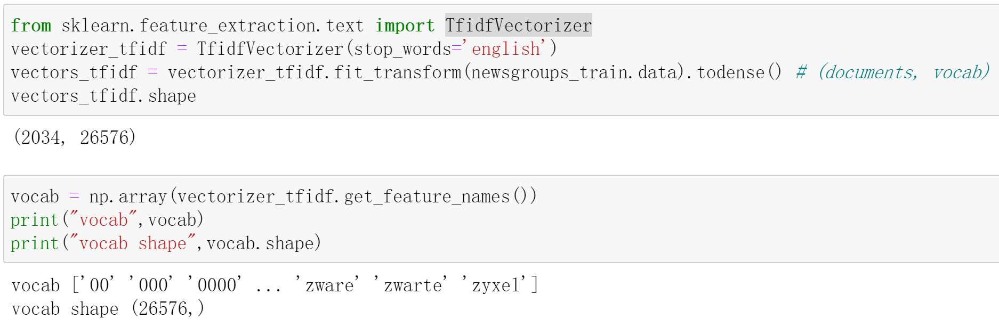 from sklearn.feature_extraction.text import TfidfVectorizer
vectorizer_tfidf = TfidfVectorizer(stop_words='english')
vectors_tfidf = vectorizer_tfidf.fit_transform(newsgroups_train.data).todense() # (documents, vocab)
vectors_tfidf.shape
(2034, 26576)
vocab = np.array(vectorizer_tfidf.get_feature_names())
print("vocab",vocab)
print("vocab shape",vocab.shape)
vocab ['00' '000' '0000' ... 'zware' 'zwarte' 'zyxel']
vocab shape (26576,)